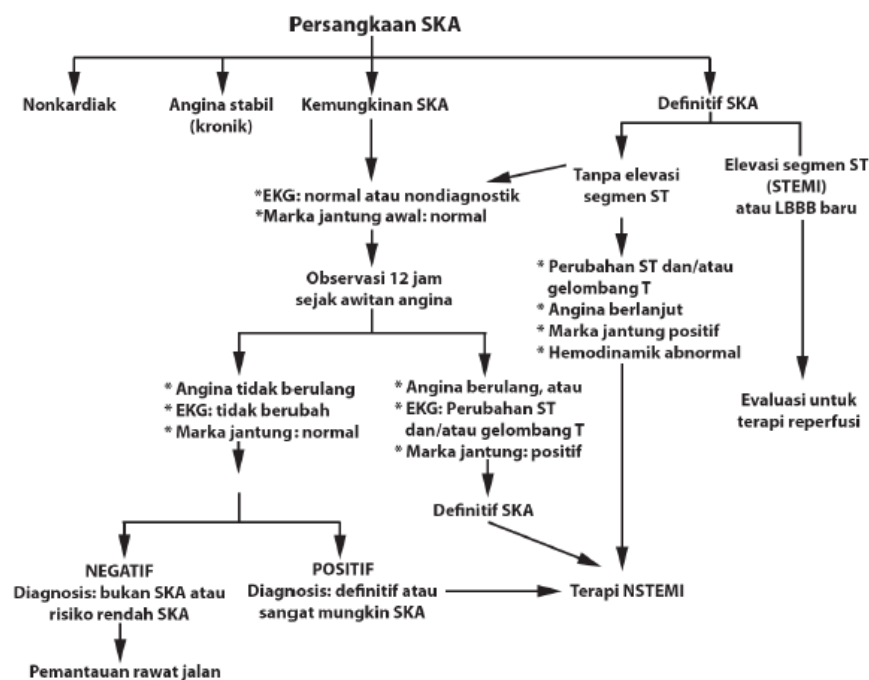 Persangkaan SKA
Nonkardiak
Angina stabil
(kronik)
Kemungkinan SKA
Definitif SKA
*EKG: normal atau nondiagnostik
*Marka jantung awal: normal
Tanpa elevasi
segmen ST
Elevasi segmen ST
(STEMI)
atau LBBB baru
Observasi 12 jam
sejak awitan angina
* Perubahan ST dan/atau
gelombang T
* Angina berlanjut
* Marka jantung positif
* Hemodinamik abnormal
* Angina tidak berulang
* EKG: tidak berubah
* Marka jantung: normal
* Angina berulang, atau
* EKG: Perubahan ST
dan/atau gelombang T
* Marka jantung: positif
Evaluasi untuk
terapi reperfusi
Definitif SKA
NEGATIF
Diagnosis: bukan SKA atau
risiko rendah SKA
POSITIF
Diagnosis: definitif atau
sangat mungkin SKA
Terapi NSTEMI
Pemantauan rawat jalan